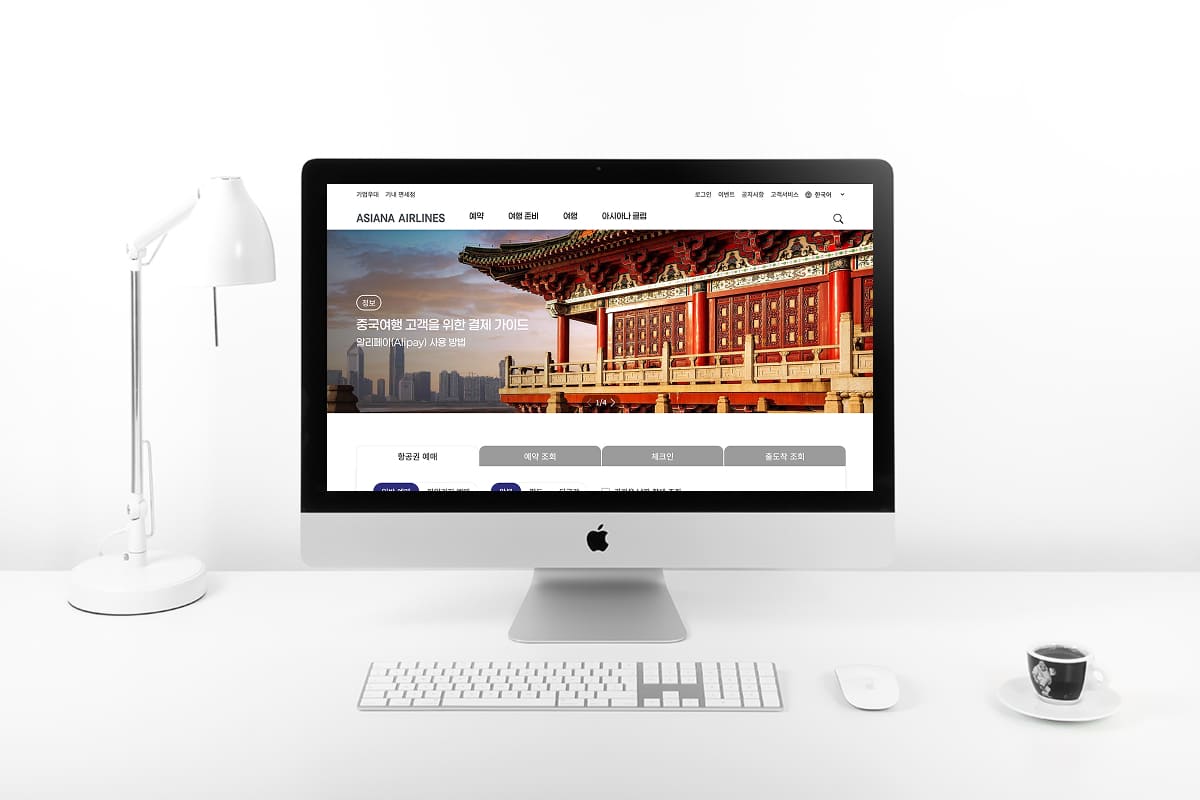 기업우대 기내 면세점
로그인 이벤트 공지사항 고객서비스 한국어
ASIANA AIRLINES 예약 여행 준비 여행 아시아나 클럽
정보
중국여행 고객을 위한 결제 가이드
알리페이(Alipay) 사용 방법
1/4
항공권 예매 예약 조회 체크인 출도착 조회